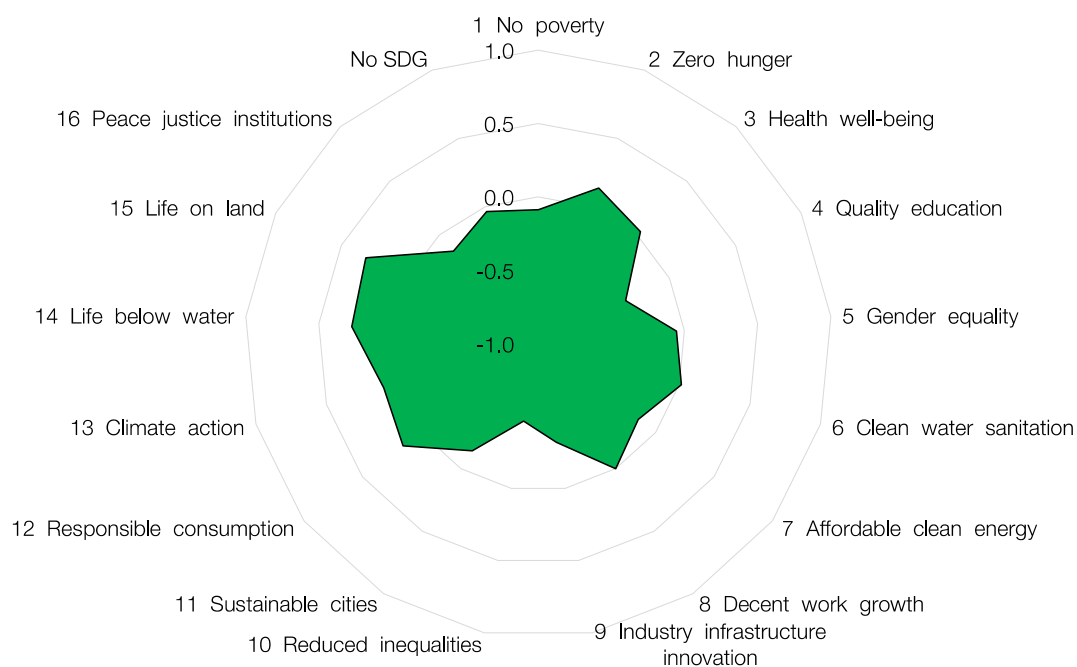 1 No poverty
1.0
No SDG
2 Zero hunger
16 Peace justice institutions
0.5
3 Health well-being
15 Life on land
0.0
4 Quality education
-0.5
14 Life below water
5 Gender equality
-1.0
13 Climate action
6 Clean water sanitation
12 Responsible consumption
7 Affordable clean energy
11 Sustainable cities
8 Decent work growth
10 Reduced inequalities
9 Industry infrastructure
innovation